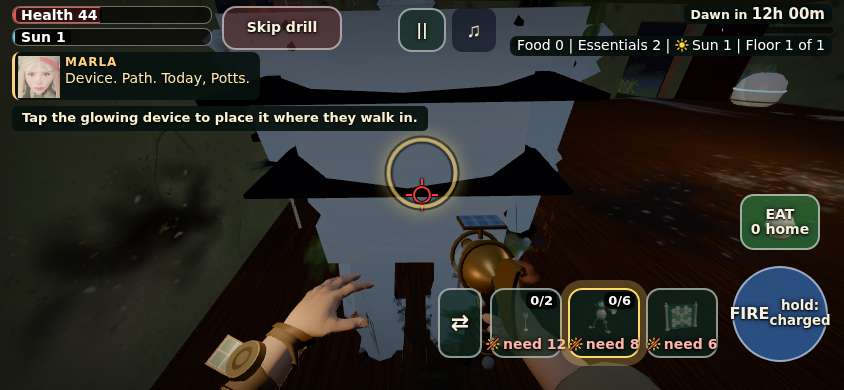 Health 44
Sun 1
Skip drill
Dawn in 12h 00m
Food 0 | Essentials 2 | ☀ Sun 1 | Floor 1 of 1
MARLA
Device. Path. Today, Potts.
Tap the glowing device to place it where they walk in.
EAT
0 home
0/2
need 12
0/6
need 8
need 6
FIRE
hold:
charged